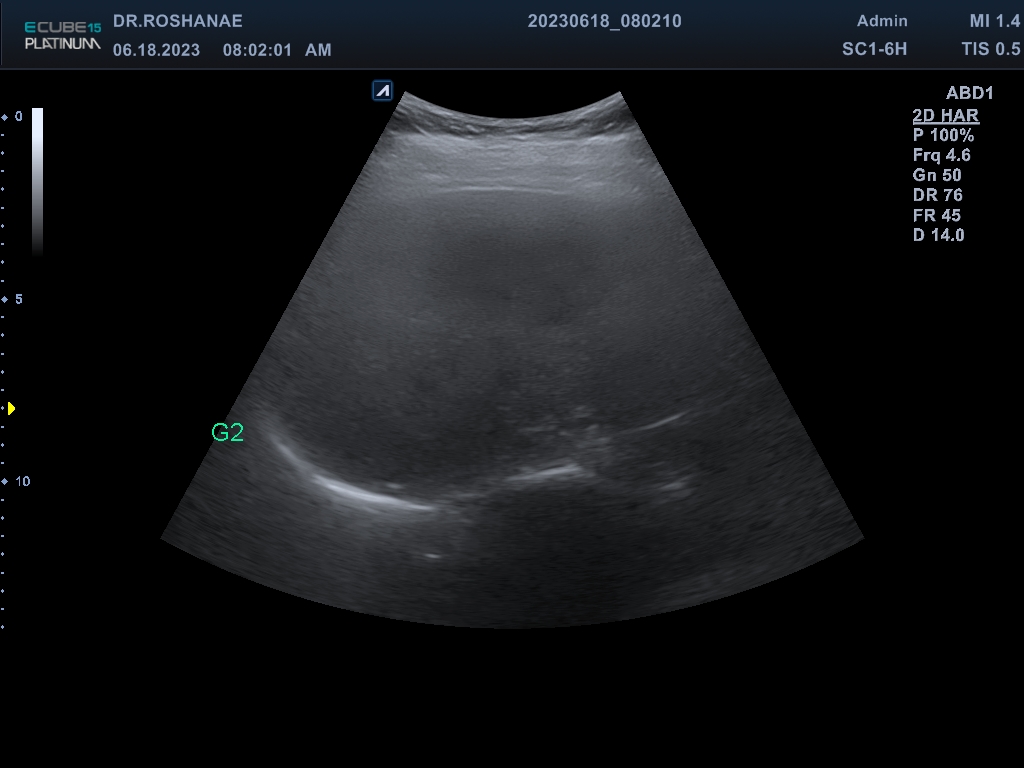 ECUBE15
PLATINUM
DR.ROSHANAE
20230618_080210
Admin
MI 1.4
06.18.2023 08:02:01 AM
SC1-6H
TIS 0.5
ABD1
2D HAR
P 100%
Frq 4.6
Gn 50
DR 76
FR 45
D 14.0
0
5
G2
10